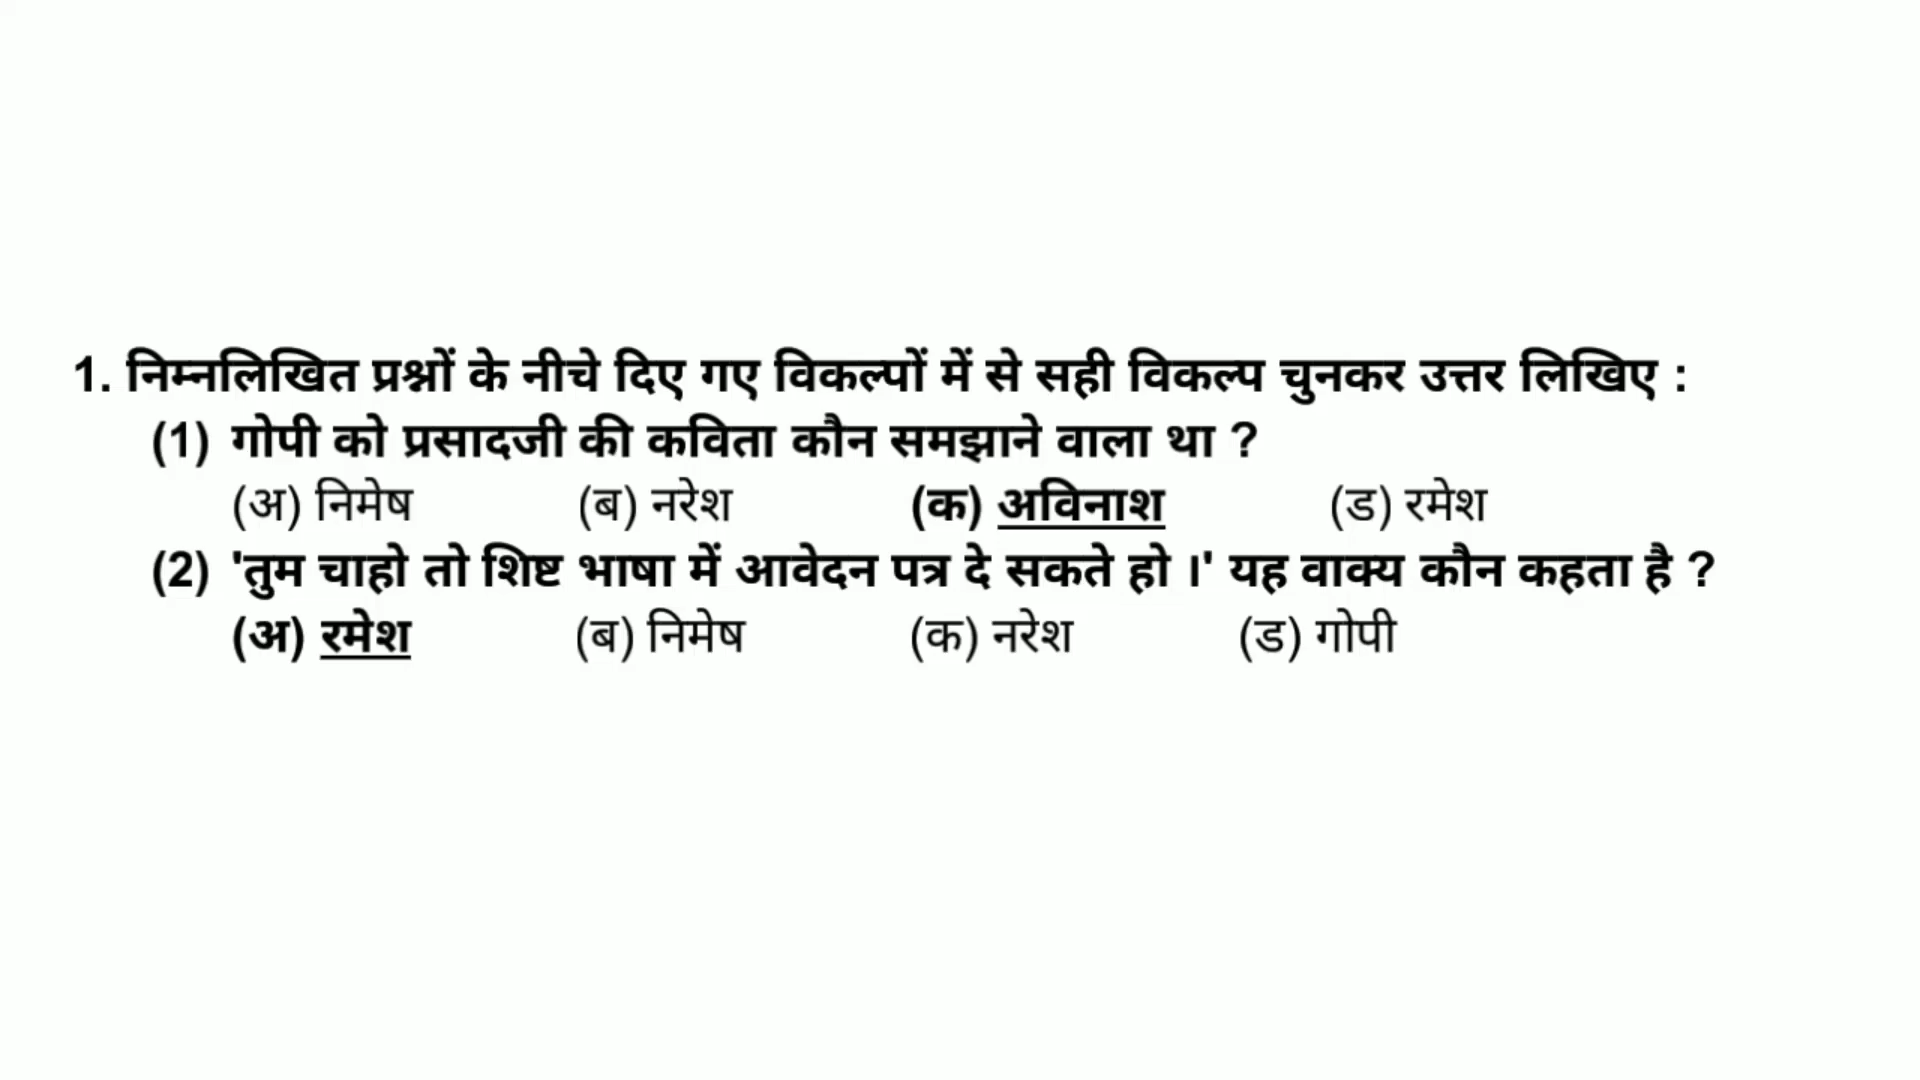 1. निम्नलिखित प्रश्नों के नीचे दिए गए विकल्पों में से सही विकल्प चुनकर उत्तर लिखिए :
(1) गोपी को प्रसादजी की कविता कौन समझाने वाला था ?
(अ) निमेष (ब) नरेश (क) अविनाश (ड) रमेश
(2) 'तुम चाहो तो शिष्ट भाषा में आवेदन पत्र दे सकते हो ।' यह वाक्य कौन कहता है ?
(अ) रमेश (ब) निमेष (क) नरेश (ड) गोपी